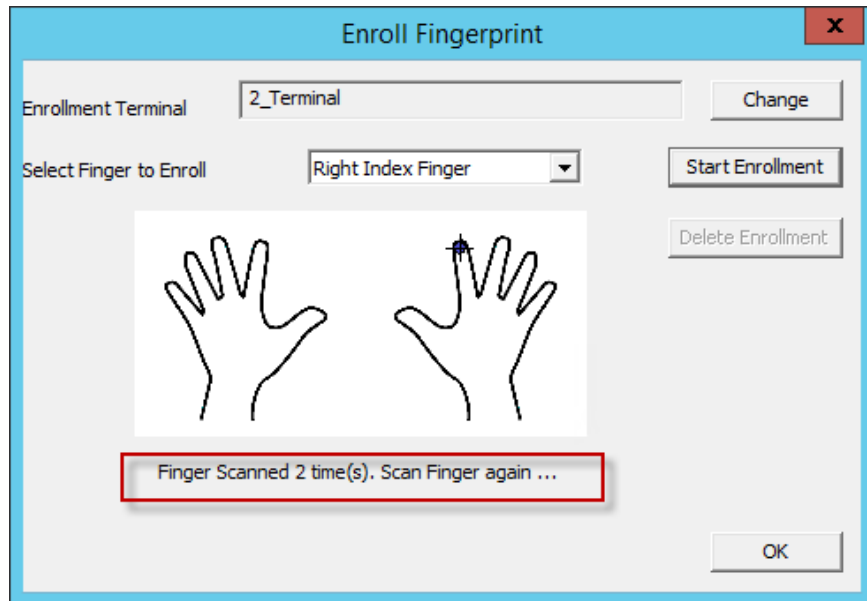 Enroll Fingerprint
x
Enrollment Terminal 2_Terminal Change
Select Finger to Enroll Right Index Finger Start Enrollment
Delete Enrollment
Finger Scanned 2 time(s). Scan Finger again ...
OK